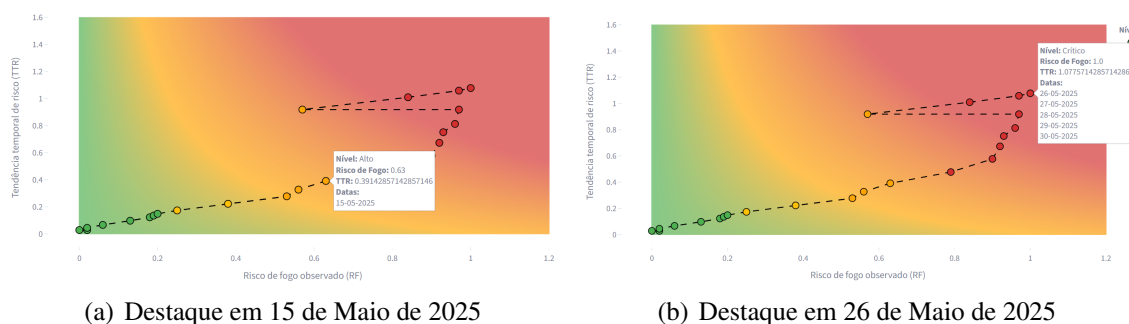 1.6
1.4
1.2
1
0.8
0.6
0.4
0.2
0
Tendência temporal de risco (TTR)
Nível: Alto
Risco de Fogo: 0.63
TTR: 0.39142857142857146
Datas:
15-05-2025
0
0.2
0.4
0.6
0.8
1
1.2
Risco de fogo observado (RF)
(a) Destaque em 15 de Maio de 2025
1.6
1.4
1.2
1
0.8
0.6
0.4
0.2
0
Tendência temporal de risco (TTR)
Nív
Nível: Crítico
Risco de Fogo: 1.0
TTR: 1.0775714285714286
Datas:
26-05-2025
27-05-2025
28-05-2025
29-05-2025
30-05-2025
0
0.2
0.4
0.6
0.8
1
1.2
Risco de fogo observado (RF)
(b) Destaque em 26 de Maio de 2025